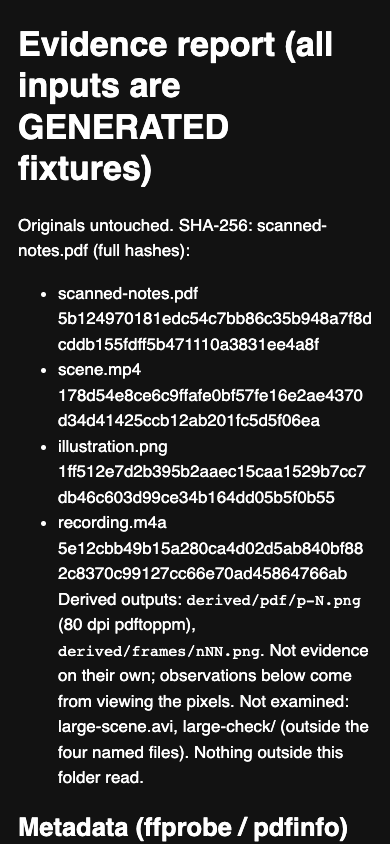 Evidence report (all
inputs are
GENERATED
fixtures)
Originals untouched. SHA-256: scanned-
notes.pdf (full hashes):
• scanned-notes.pdf
5b124970181edc54c7bb86c35b948a7f8d
cddb155fdff5b471110a3831ee4a8f
• scene.mp4
178d54e8ce6c9ffafe0bf57fe16e2ae4370
d34d41425ccb12ab201fc5d5f06ea
• illustration.png
1ff512e7d2b395b2aaec15caa1529b7cc7
db46c603d99ce34b164dd05b5f0b55
• recording.m4a
5e12cbb49b15a280ca4d02d5ab840bf88
2c8370c99127cc66e70ad45864766ab
Derived outputs: derived/pdf/p-N.png
(80 dpi pdftoppm),
derived/frames/nNN.png. Not evidence
on their own; observations below come
from viewing the pixels. Not examined:
large-scene.avi, large-check/ (outside the
four named files). Nothing outside this
folder read.
Metadata (ffprobe / pdfinfo)